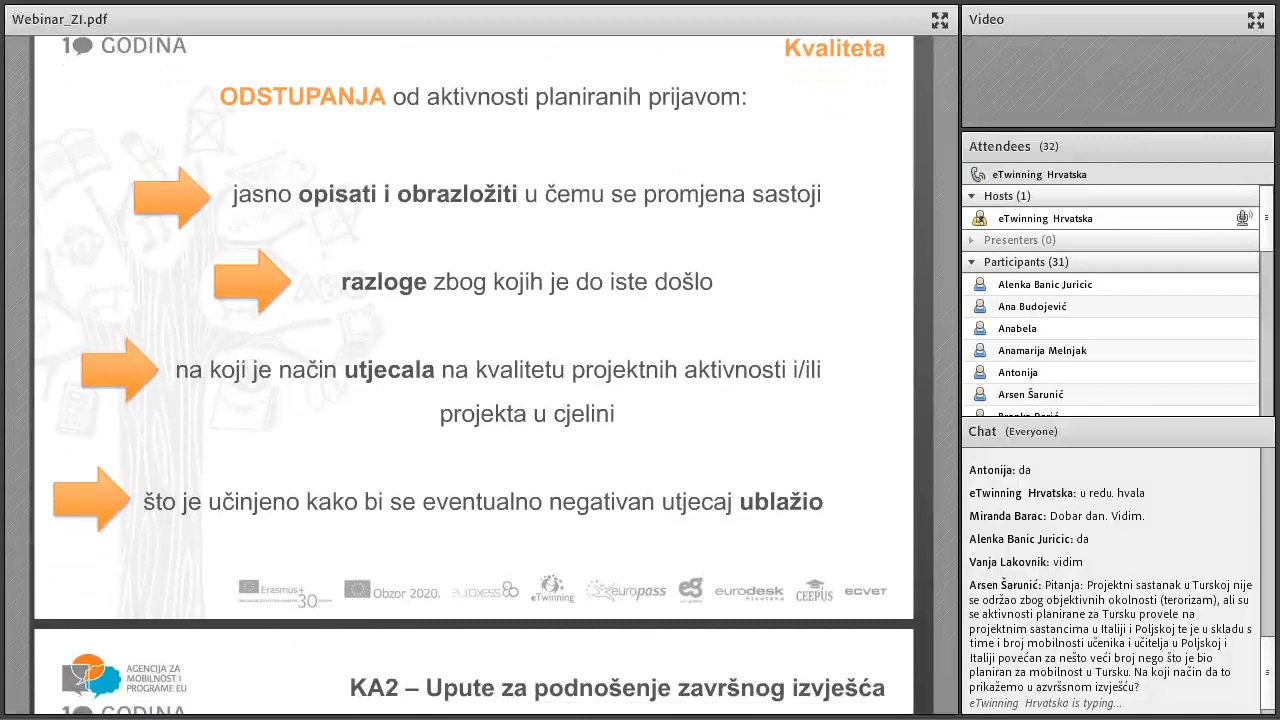 Webinar_ZI.pdf
10 GODINA
Kvaliteta
ODSTUPANJA od aktivnosti planiranih prijavom:
jasno opisati i obrazložiti u čemu se promjena sastoji
razloge zbog kojih je do iste došlo
na koji je način utjecala na kvalitetu projektnih aktivnosti i/ili
projekta u cjelini
što je učinjeno kako bi se eventualno negativan utjecaj ublažio
Erasmus+
30
Obzor 2020.
euraxess
eTwinning
europass
eurodesk
CEEPUS
ECVET
AGENCIJA ZA
MOBILNOST I
PROGRAME EU
KA2 – Upute za podnošenje završnog izvješća
10 GODINA
Video
Attendees (32)
eTwinning Hrvatska
Hosts (1)
eTwinning Hrvatska
Presenters (0)
Participants (31)
Alenka Banic Juricic
Ana Budojević
Anabela
Anamarija Melnjak
Antonija
Arsen Šarunić
Chat (Everyone)
Antonija: da
eTwinning Hrvatska: u redu. hvala
Miranda Barac: Dobar dan. Vidim.
Alenka Banic Juricic: da
Vanja Lakovnik: vidim
Arsen Šarunić: Pitanja: Projektni sastanak u Turskoj nije
se održao zbog objektivnih okolnosti (terorizam), ali su
se aktivnosti planirane za Tursku provele na
projektnim sastancima u Italiji i Poljskoj te je u skladu s
time i broj mobilnosti učenika i učitelja u Poljskoj i
Italiji povećan za nešto veći broj nego što je bio
planiran za mobilnost u Tursku. Na koji način da to
prikažemo u azvršsnom izvješću?
eTwinning Hrvatska is typing...